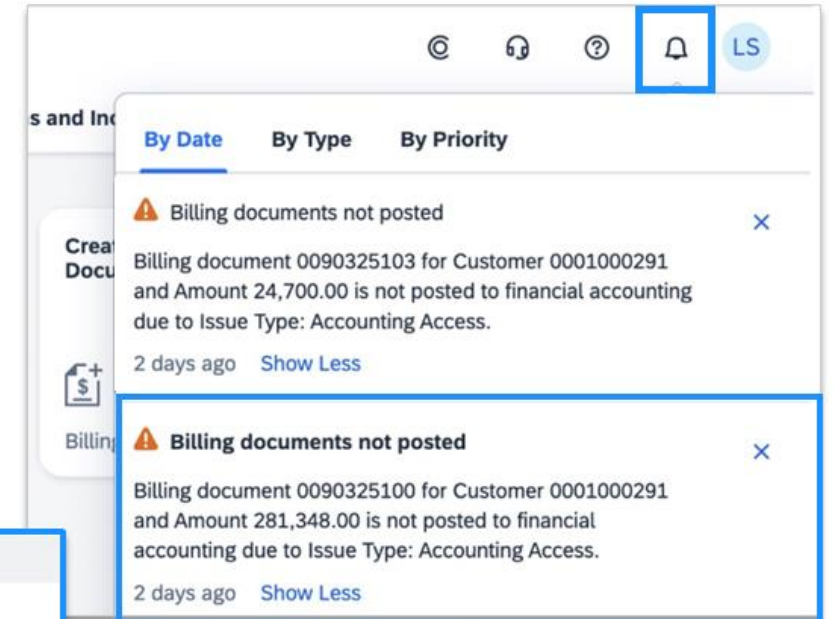 LS
s and Inc
By Date By Type By Priority
Billing documents not posted
Billing document 0090325103 for Customer 0001000291
and Amount 24,700.00 is not posted to financial accounting
due to Issue Type: Accounting Access.
2 days ago Show Less
Creat
Docu
$
Billing
Billing documents not posted
Billing document 0090325100 for Customer 0001000291
and Amount 281,348.00 is not posted to financial
accounting due to Issue Type: Accounting Access.
2 days ago Show Less